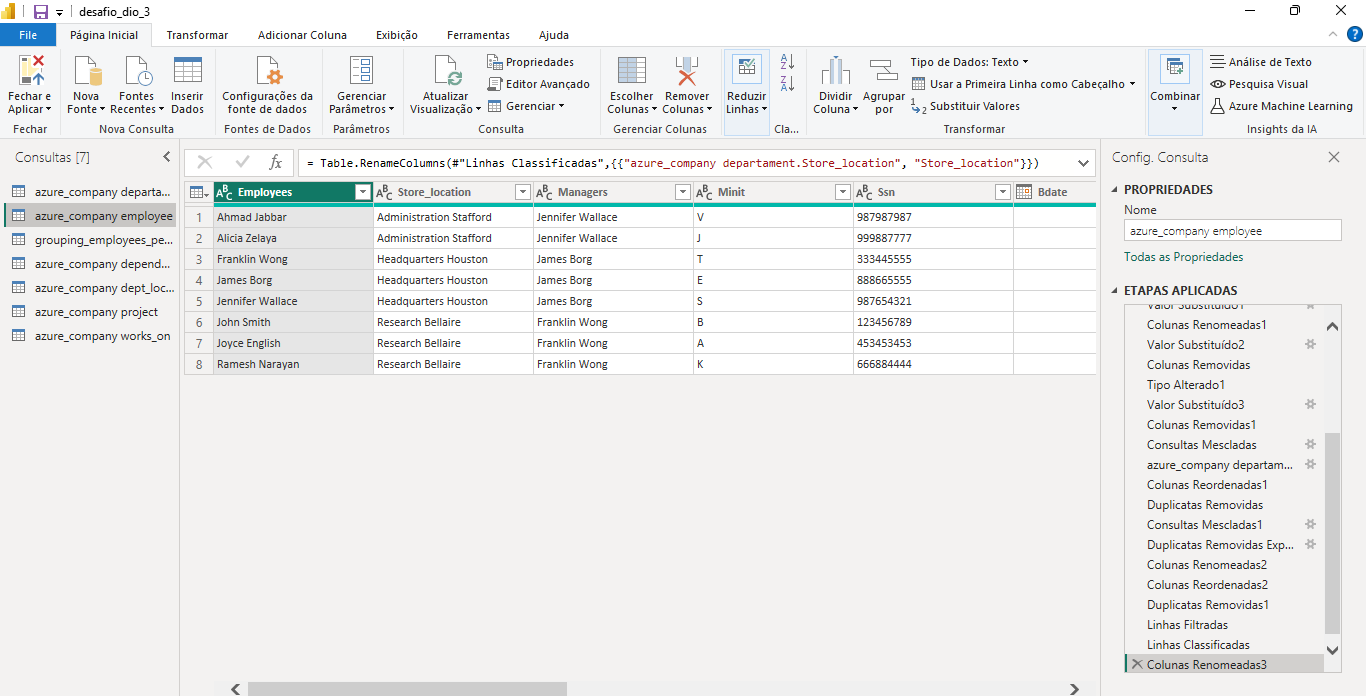 desafio_dio_3
File Página Inicial Transformar Adicionar Coluna Exibição Ferramentas Ajuda
Fechar e Aplicar
Fechar
Nova Fonte
Fontes Recentes
Inserir Dados
Nova Consulta
Configurações da fonte de dados
Fontes de Dados
Gerenciar Parâmetros
Parâmetros
Atualizar Visualização
Propriedades
Editor Avançado
Gerenciar
Consulta
Escolher Colunas
Remover Colunas
Gerenciar Colunas
Reduzir Linhas
Cla...
Dividir Coluna
Agrupar por
Tipo de Dados: Texto
Usar a Primeira Linha como Cabeçalho
Substituir Valores
Transformar
Combinar
Análise de Texto
Pesquisa Visual
Azure Machine Learning
Insights da IA
Consultas [7]
azure_company departa...
azure_company employee
grouping_employees_pe...
azure_company depend...
azure_company dept_loc...
azure_company project
azure_company works_on
fx = Table.RenameColumns(#"Linhas Classificadas",{{"azure_company departament.Store_location", "Store_location"}})
Employees Store_location Managers Minit Ssn Bdate
1 Ahmad Jabbar Administration Stafford Jennifer Wallace V 987987987
2 Alicia Zelaya Administration Stafford Jennifer Wallace J 999887777
3 Franklin Wong Headquarters Houston James Borg T 333445555
4 James Borg Headquarters Houston James Borg E 888665555
5 Jennifer Wallace Headquarters Houston James Borg S 987654321
6 John Smith Research Bellaire Franklin Wong B 123456789
7 Joyce English Research Bellaire Franklin Wong A 453453453
8 Ramesh Narayan Research Bellaire Franklin Wong K 666884444
Config. Consulta
PROPRIEDADES
Nome
azure_company employee
Todas as Propriedades
ETAPAS APLICADAS
Valor Substituído1
Colunas Renomeadas1
Valor Substituído2
Colunas Removidas
Tipo Alterado1
Valor Substituído3
Colunas Removidas1
Consultas Mescladas
azure_company departam...
Colunas Reordenadas1
Duplicatas Removidas
Consultas Mescladas1
Duplicatas Removidas Exp...
Colunas Renomeadas2
Colunas Reordenadas2
Duplicatas Removidas1
Linhas Filtradas
Linhas Classificadas
Colunas Renomeadas3